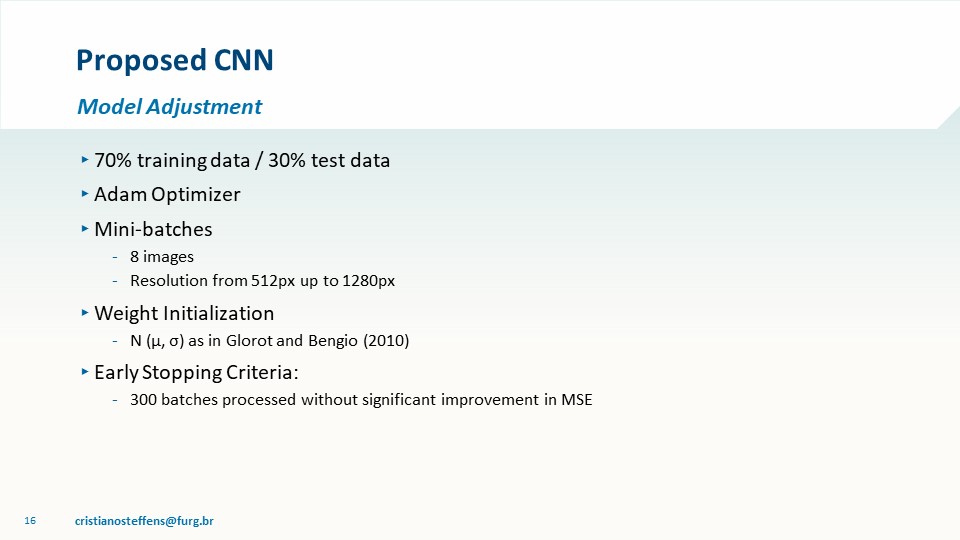 Proposed CNN
Model Adjustment
▸ 70% training data / 30% test data
▸ Adam Optimizer
▸ Mini-batches
- 8 images
- Resolution from 512px up to 1280px
▸ Weight Initialization
- N (μ, σ) as in Glorot and Bengio (2010)
▸ Early Stopping Criteria:
- 300 batches processed without significant improvement in MSE
16 cristianosteffens@furg.br